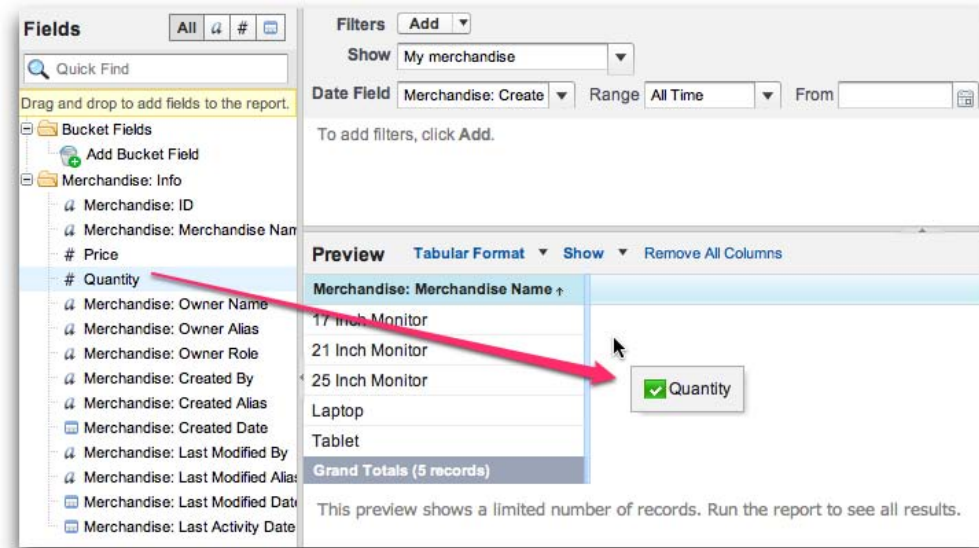 Fields
All a #
Quick Find
Drag and drop to add fields to the report.
Bucket Fields
Add Bucket Field
Merchandise: Info
a Merchandise: ID
a Merchandise: Merchandise Nam
# Price
# Quantity
a Merchandise: Owner Name
a Merchandise: Owner Alias
a Merchandise: Owner Role
a Merchandise: Created By
a Merchandise: Created Alias
Merchandise: Created Date
a Merchandise: Last Modified By
a Merchandise: Last Modified Alias
Merchandise: Last Modified Date
Merchandise: Last Activity Date
Filters Add
Show My merchandise
Date Field Merchandise: Create Range All Time From
To add filters, click Add.
Preview Tabular Format Show Remove All Columns
Merchandise: Merchandise Name ↑
17 Inch Monitor
21 Inch Monitor
25 Inch Monitor
Laptop
Tablet
Grand Totals (5 records)
Quantity
This preview shows a limited number of records. Run the report to see all results.